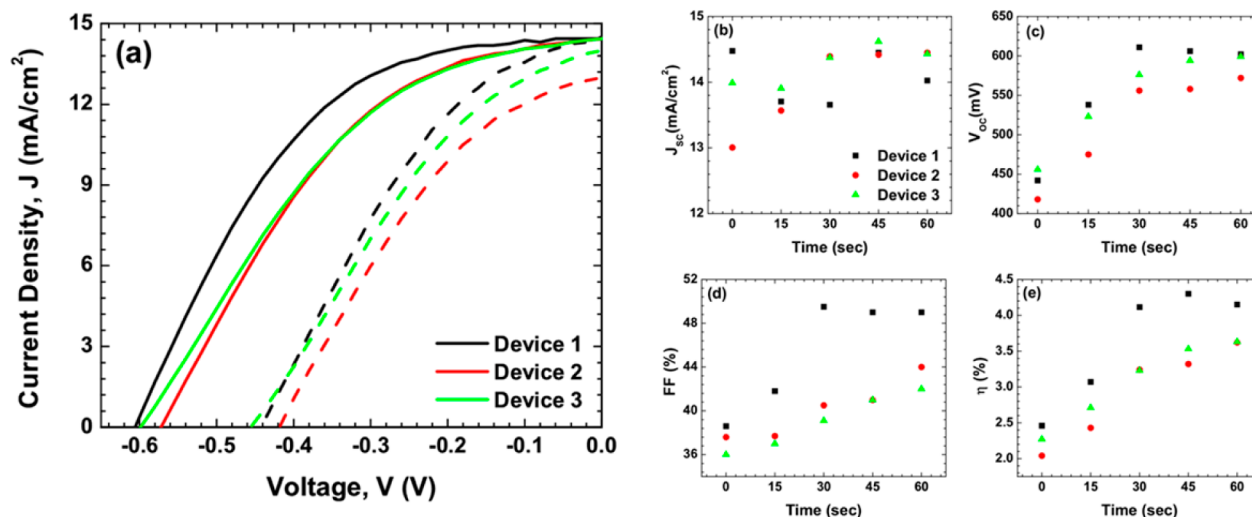 (a)
Current Density, J (mA/cm²)
15
12
9
6
3
0
-0.6 -0.5 -0.4 -0.3 -0.2 -0.1 0.0
Voltage, V (V)
Device 1
Device 2
Device 3
(b)
J_SC(mA/cm²)
15
14
13
12
0 15 30 45 60
Time (sec)
Device 1
Device 2
Device 3
(c)
V_OC(mV)
650
600
550
500
450
400
0 15 30 45 60
Time (sec)
(d)
FF (%)
52
48
44
40
36
0 15 30 45 60
Time (sec)
(e)
η (%)
4.5
4.0
3.5
3.0
2.5
2.0
0 15 30 45 60
Time (sec)